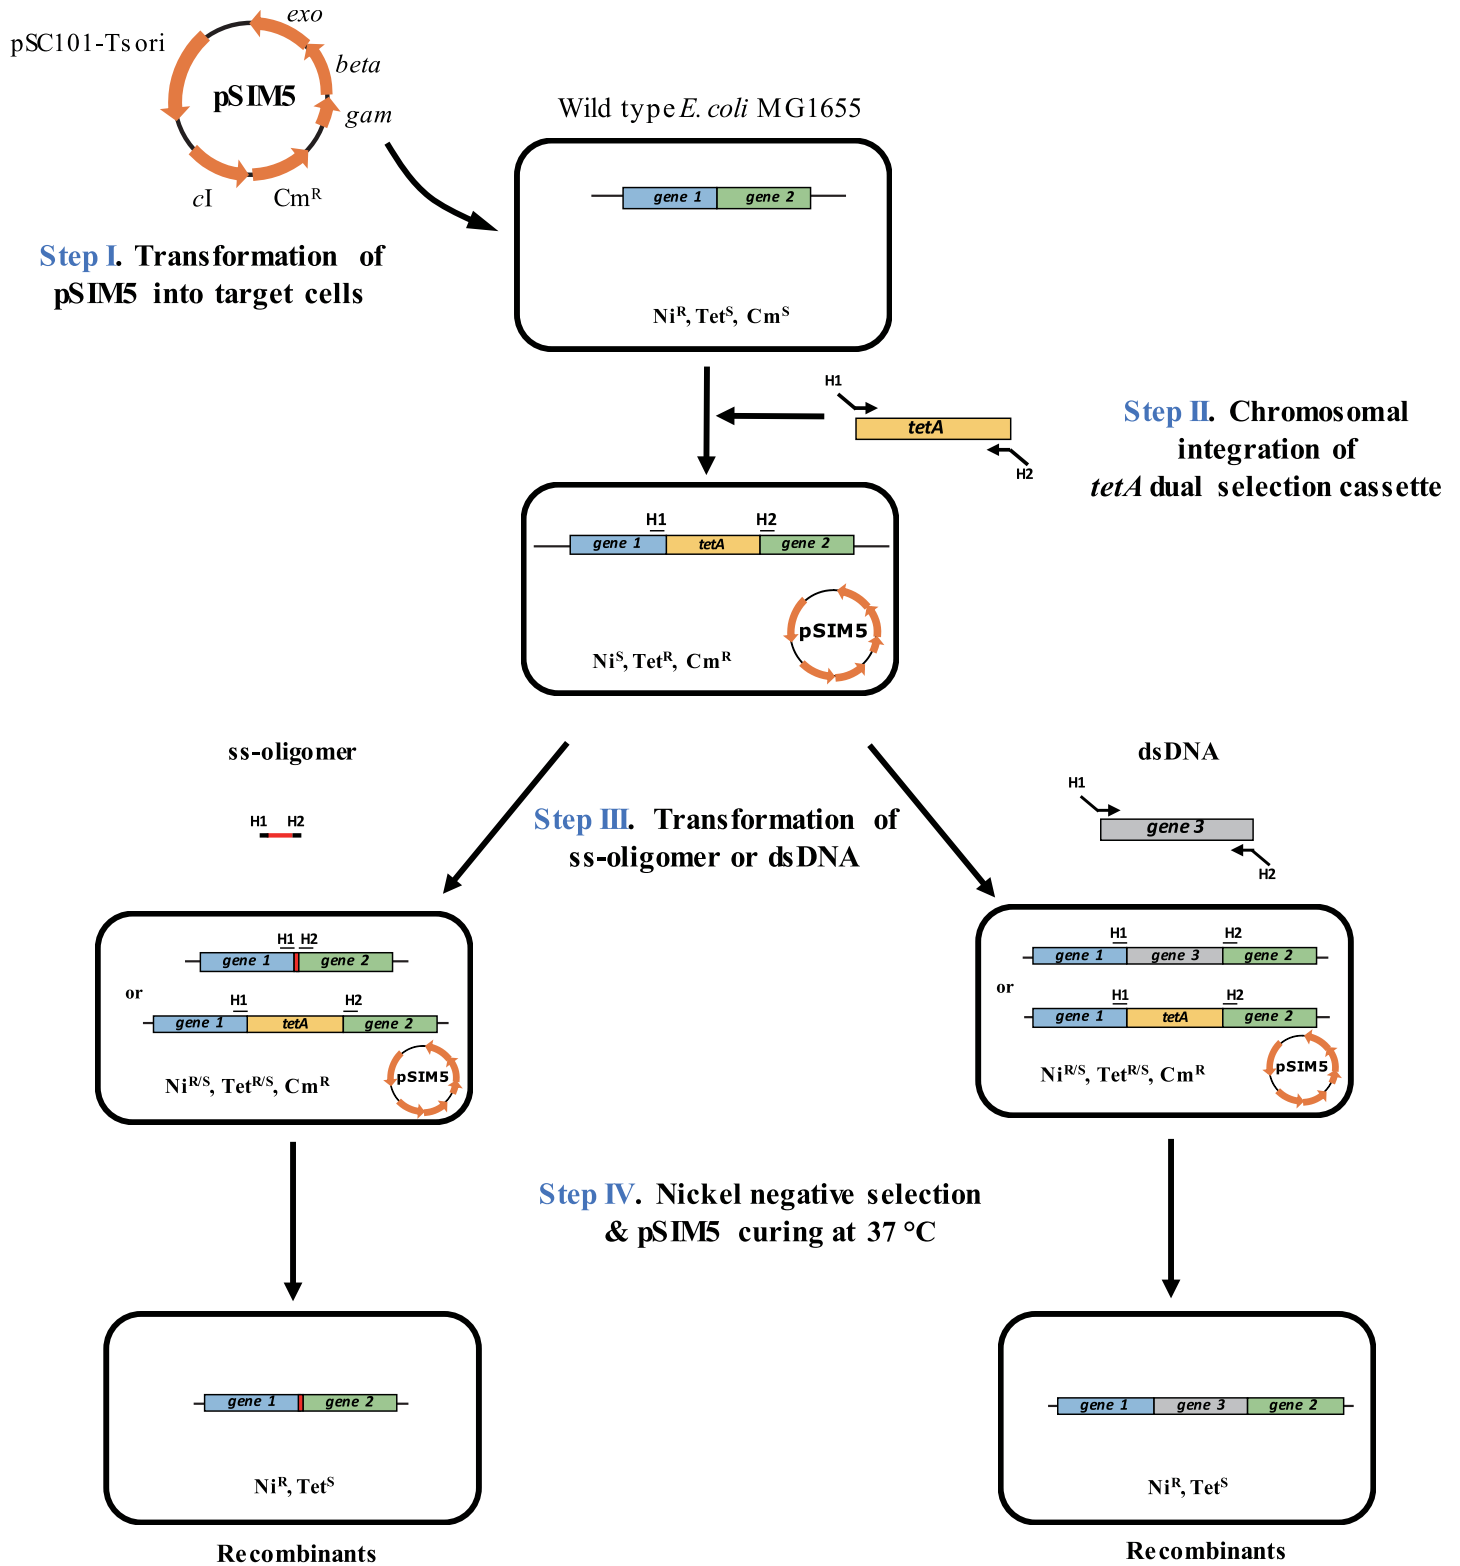 exo
pSC101-Ts ori
beta
pSIM5
gam
cI
CmR
Wild type E. coli MG1655
gene 1 gene 2
NiR, TetS, CmS
Step I. Transformation of
pSIM5 into target cells
H1
tetA
H2
Step II. Chromosomal
integration of
tetA dual selection cassette
H1 H2
gene 1 tetA gene 2
pSIM5
NiS, TetR, CmR
ss-oligomer
H1 H2
dsDNA
H1
gene 3
H2
Step III. Transformation of
ss-oligomer or dsDNA
H1 H2
gene 1 gene 2
or
H1 H2
gene 1 tetA gene 2
pSIM5
NiR/S, TetR/S, CmR
H1 H2
gene 1 gene 3 gene 2
or
H1 H2
gene 1 tetA gene 2
pSIM5
NiR/S, TetR/S, CmR
Step IV. Nickel negative selection
& pSIM5 curing at 37 °C
gene 1 gene 2
NiR, TetS
Recombinants
gene 1 gene 3 gene 2
NiR, TetS
Recombinants